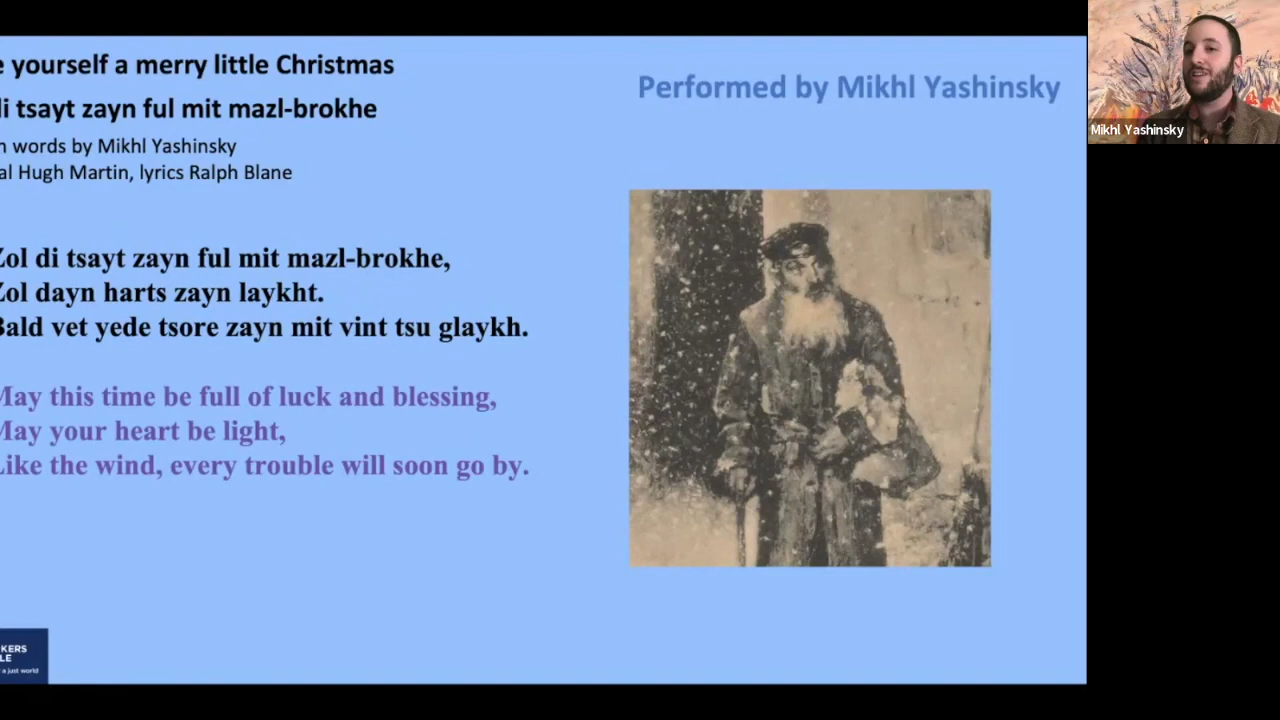 e yourself a merry little Christmas
di tsayt zayn ful mit mazl-brokhe
n words by Mikhl Yashinsky
al Hugh Martin, lyrics Ralph Blane
Zol di tsayt zayn ful mit mazl-brokhe,
Zol dayn harts zayn laykht.
Bald vet yede tsore zayn mit vint tsu glaykh.
May this time be full of luck and blessing,
May your heart be light,
Like the wind, every trouble will soon go by.
Performed by Mikhl Yashinsky
Mikhl Yashinsky
KERS
LE
a just world